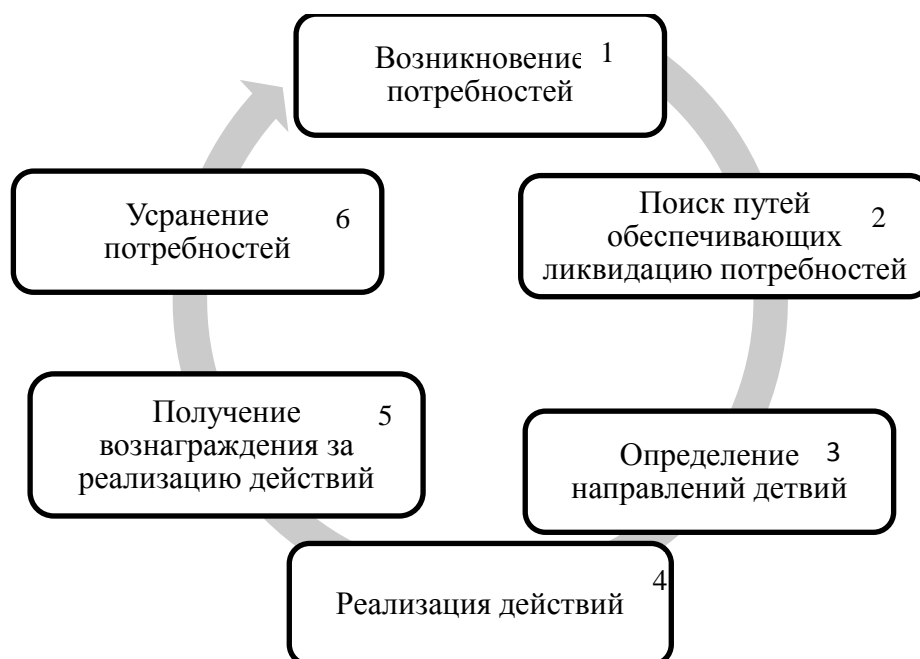 Возникновение 1
потребностей
Поиск путей
обеспечивающих 2
ликвидацию потребностей
Определение 3
направлений детвий
Реализация действий 4
Получение 5
вознаграждения за
реализацию действий
Усранение 6
потребностей